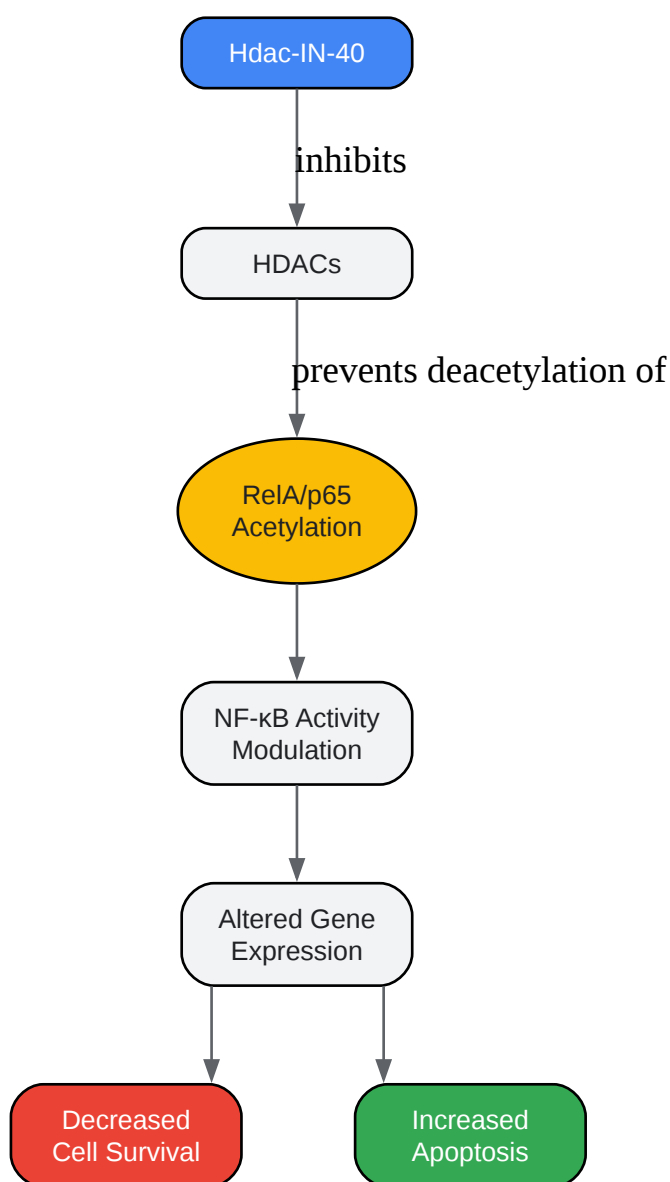 Hdac-IN-40
inhibits
HDACs
prevents deacetylation of
RelA/p65
Acetylation
NF-κB Activity
Modulation
Altered Gene
Expression
Decreased
Cell Survival
Increased
Apoptosis